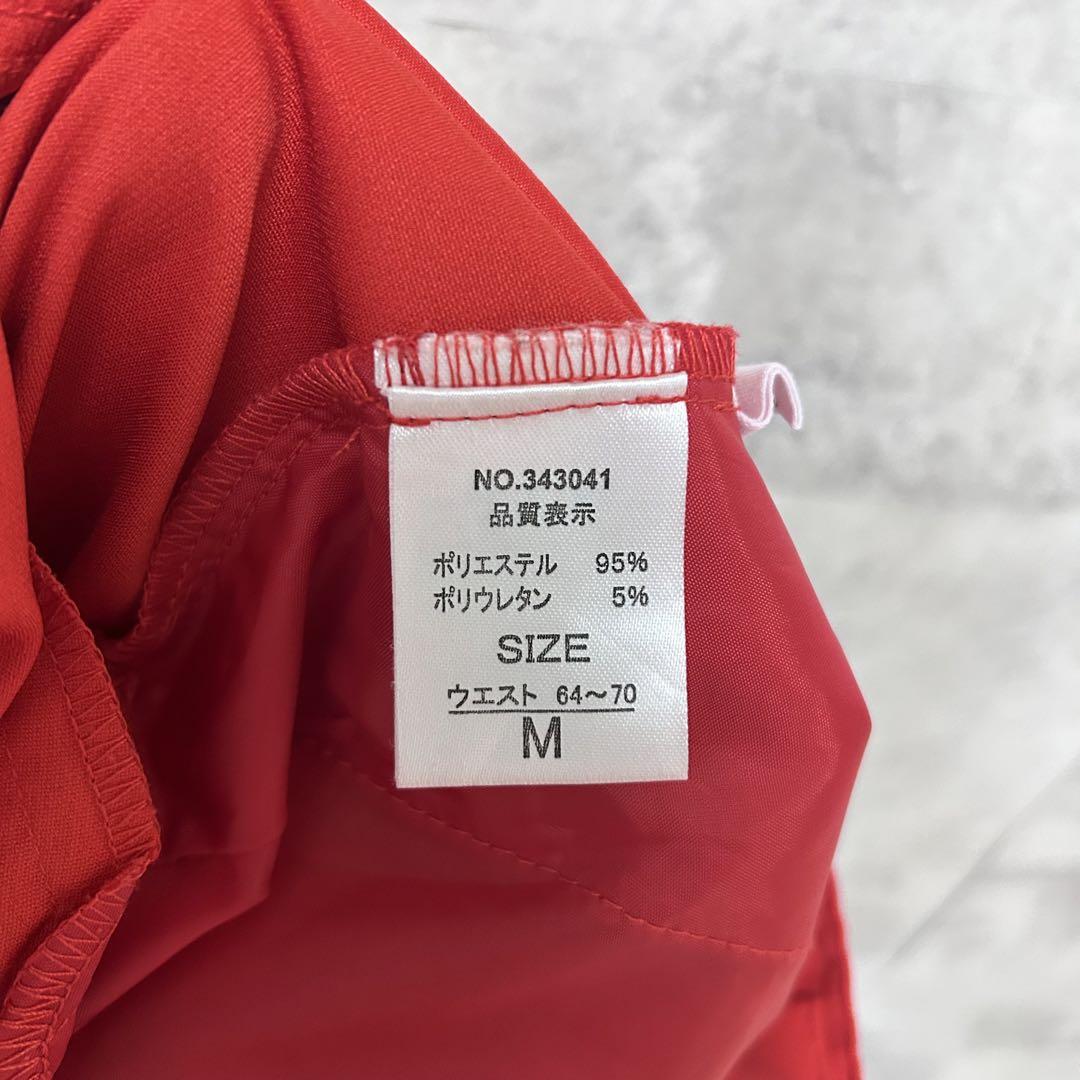 NO.343041
品質表示
ポリエステル 95%
ポリウレタン 5%
SIZE
ウエスト 64～70
M